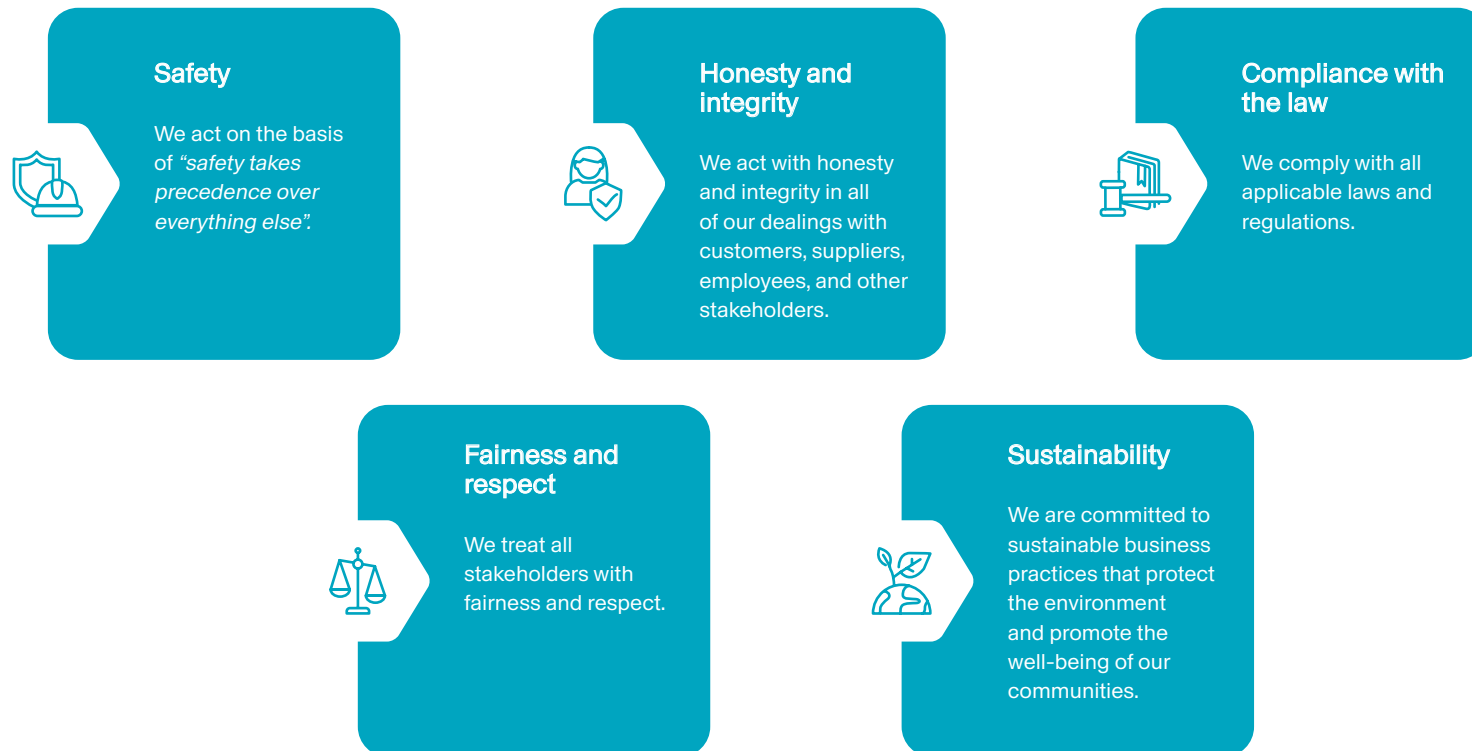 Safety
We act on the basis
of “safety takes
precedence over
everything else”.
Honesty and
integrity
We act with honesty
and integrity in all
of our dealings with
customers, suppliers,
employees, and other
stakeholders.
Compliance with
the law
We comply with all
applicable laws and
regulations.
Fairness and
respect
We treat all
stakeholders with
fairness and respect.
Sustainability
We are committed to
sustainable business
practices that protect
the environment
and promote the
well-being of our
communities.